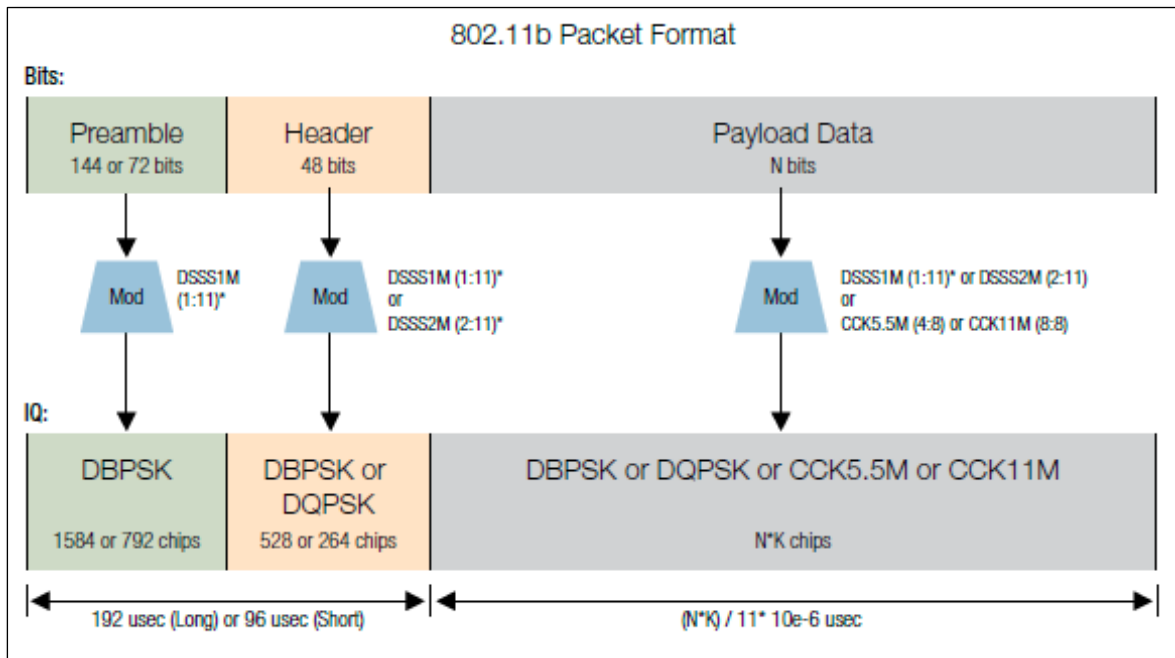 802.11b Packet Format
Bits:
Preamble
144 or 72 bits
Header
48 bits
Payload Data
N bits
Mod
DSSS1M
(1:11)*
Mod
DSSS1M (1:11)*
or
DSSS2M (2:11)*
Mod
DSSS1M (1:11)* or DSSS2M (2:11)
or
CCK5.5M (4:8) or CCK11M (8:8)
IQ:
DBPSK
1584 or 792 chips
DBPSK or
DQPSK
528 or 264 chips
DBPSK or DQPSK or CCK5.5M or CCK11M
N*K chips
192 usec (Long) or 96 usec (Short)
(N*K) / 11* 10e-6 usec